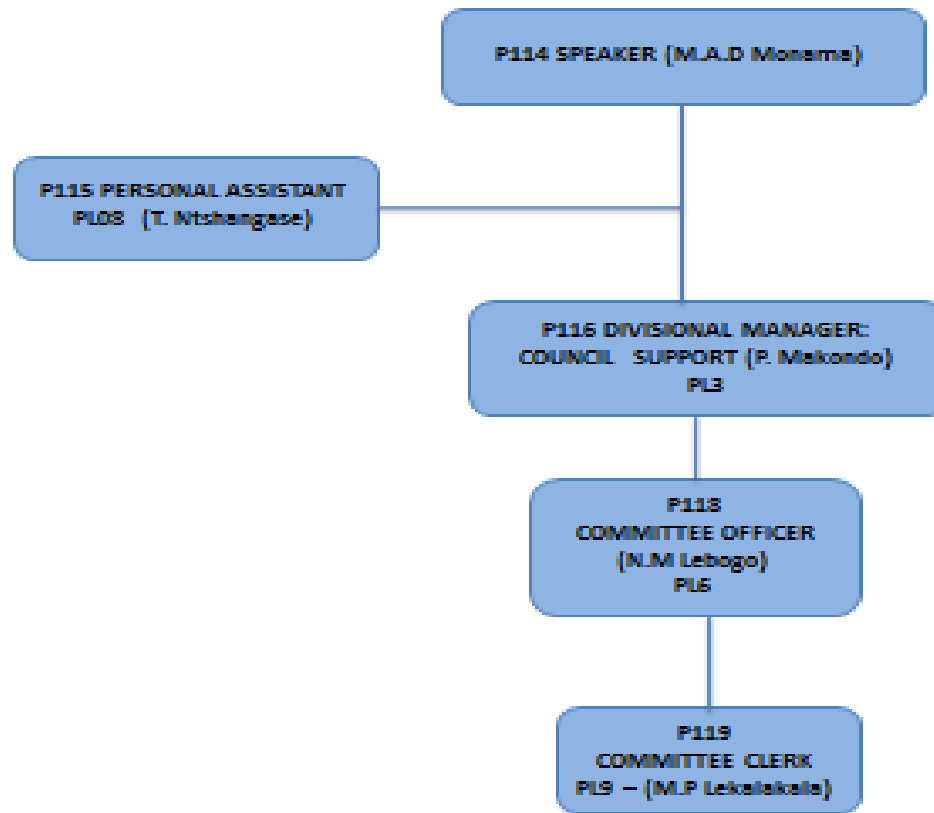 P114 SPEAKER (M.A.D Monama)
P115 PERSONAL ASSISTANT
PL08 (T. Ntshangase)
P116 DIVISIONAL MANAGER:
COUNCIL SUPPORT (P. Makondo)
PL3
P118
COMMITTEE OFFICER
(N.M Lebogo)
PL6
P119
COMMITTEE CLERK
PL9 – (M.P Lekalakala)